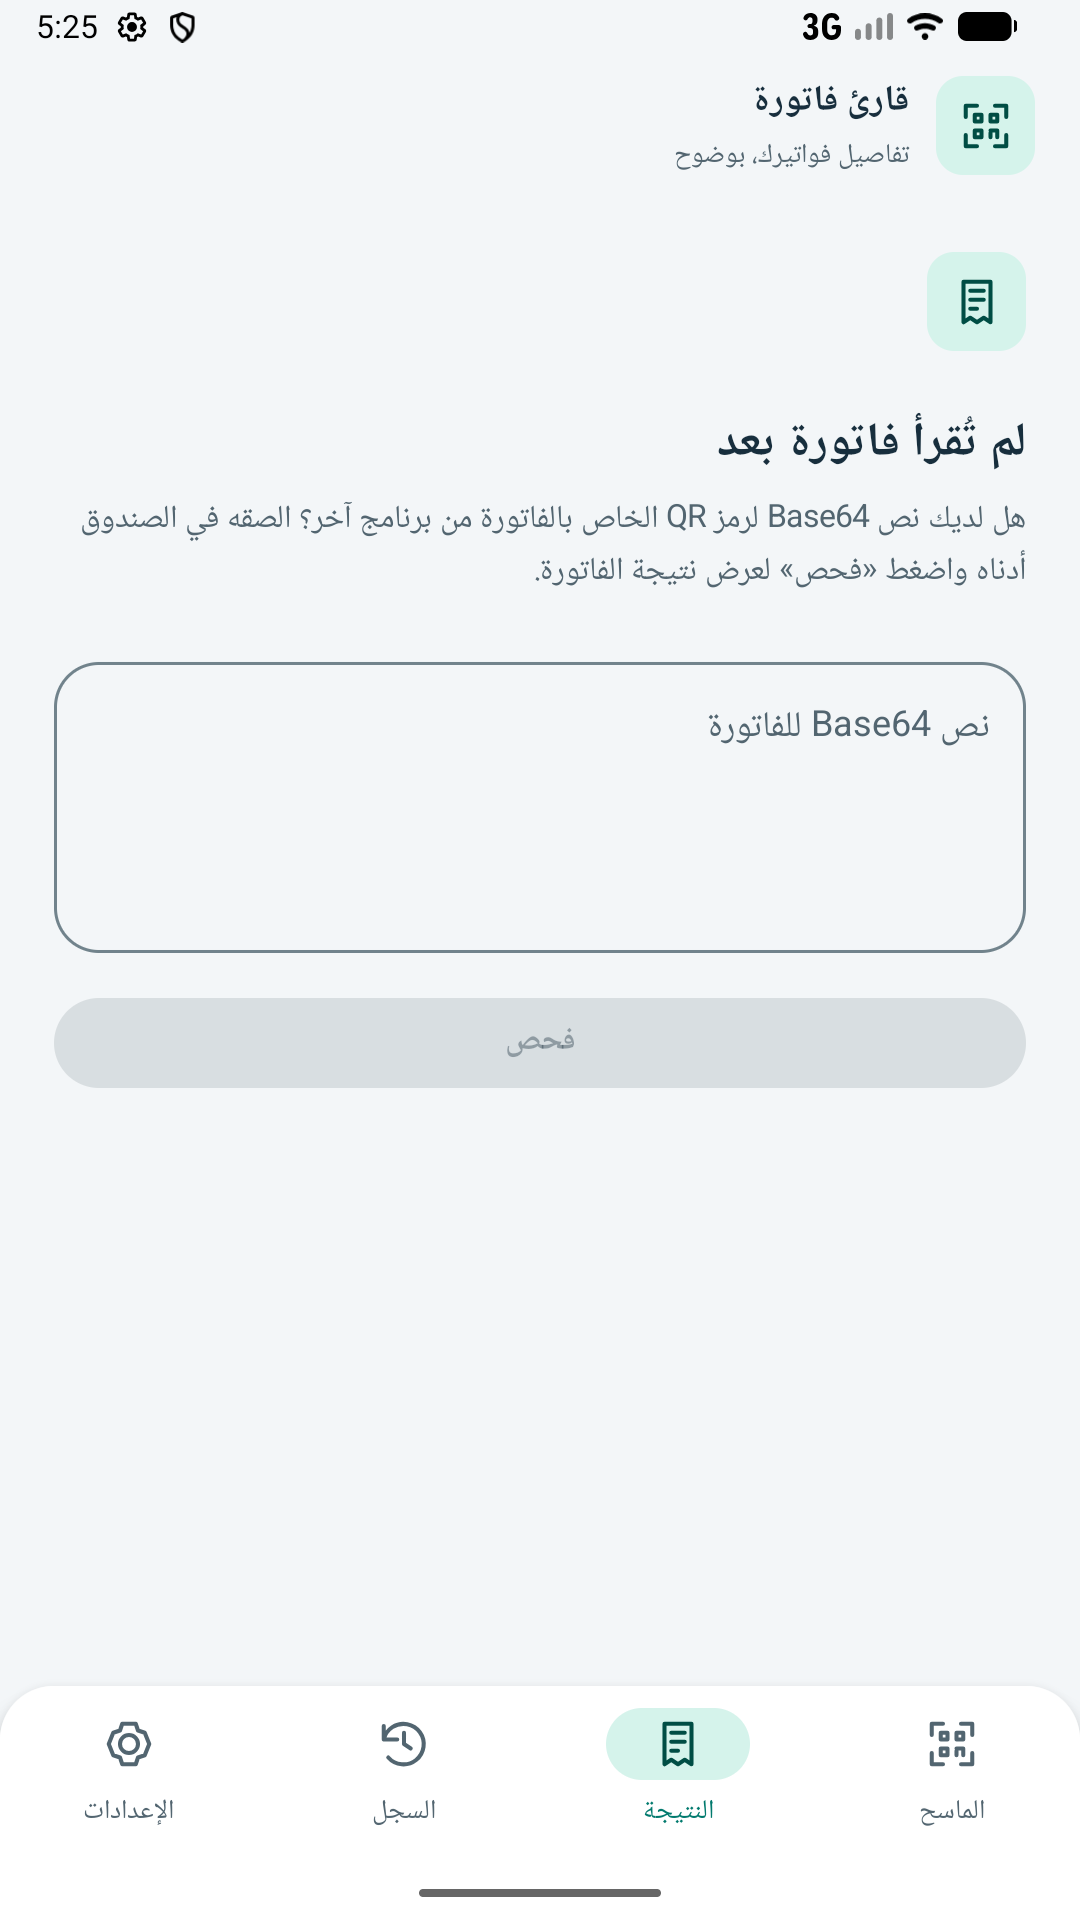 5:25
3G
قارئ فاتورة
تفاصيل فواتيرك، بوضوح
لم تُقرأ فاتورة بعد
هل لديك نص Base64 لرمز QR الخاص بالفاتورة من برنامج آخر؟ الصقه في الصندوق
أدناه واضغط «فحص» لعرض نتيجة الفاتورة.
نص Base64 للفاتورة
فحص
الماسح
النتيجة
السجل
الإعدادات